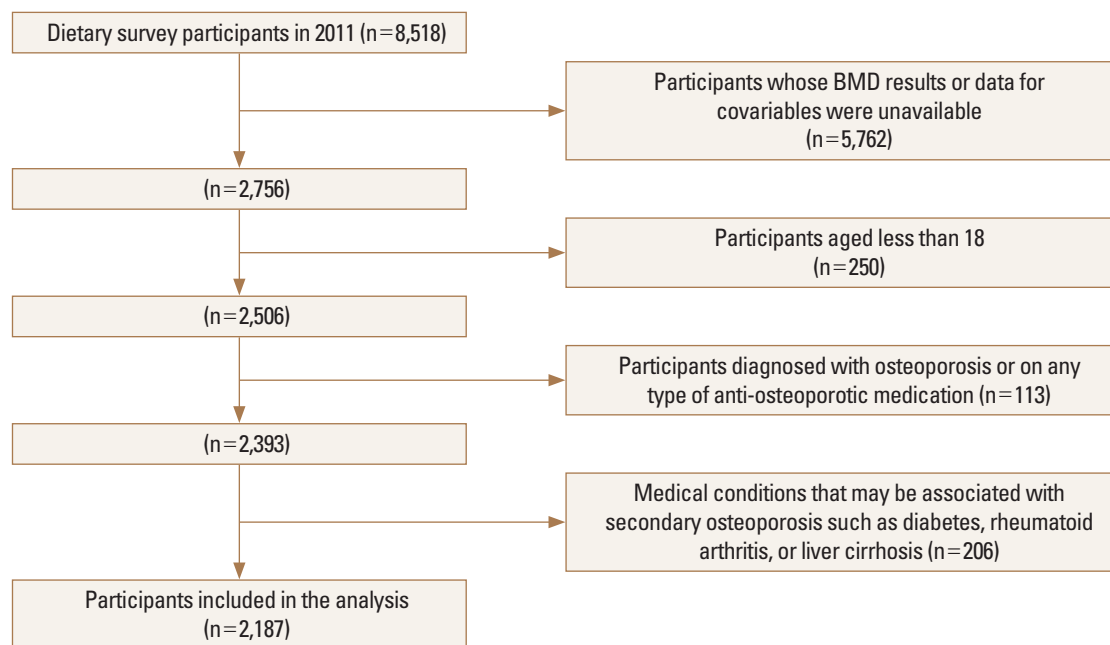 Dietary survey participants in 2011 (n=8,518)
Participants whose BMD results or data for
covariables were unavailable
(n=5,762)
(n=2,756)
Participants aged less than 18
(n=250)
(n=2,506)
Participants diagnosed with osteoporosis or on any
type of anti-osteoporotic medication (n=113)
(n=2,393)
Medical conditions that may be associated with
secondary osteoporosis such as diabetes, rheumatoid
arthritis, or liver cirrhosis (n=206)
Participants included in the analysis
(n=2,187)